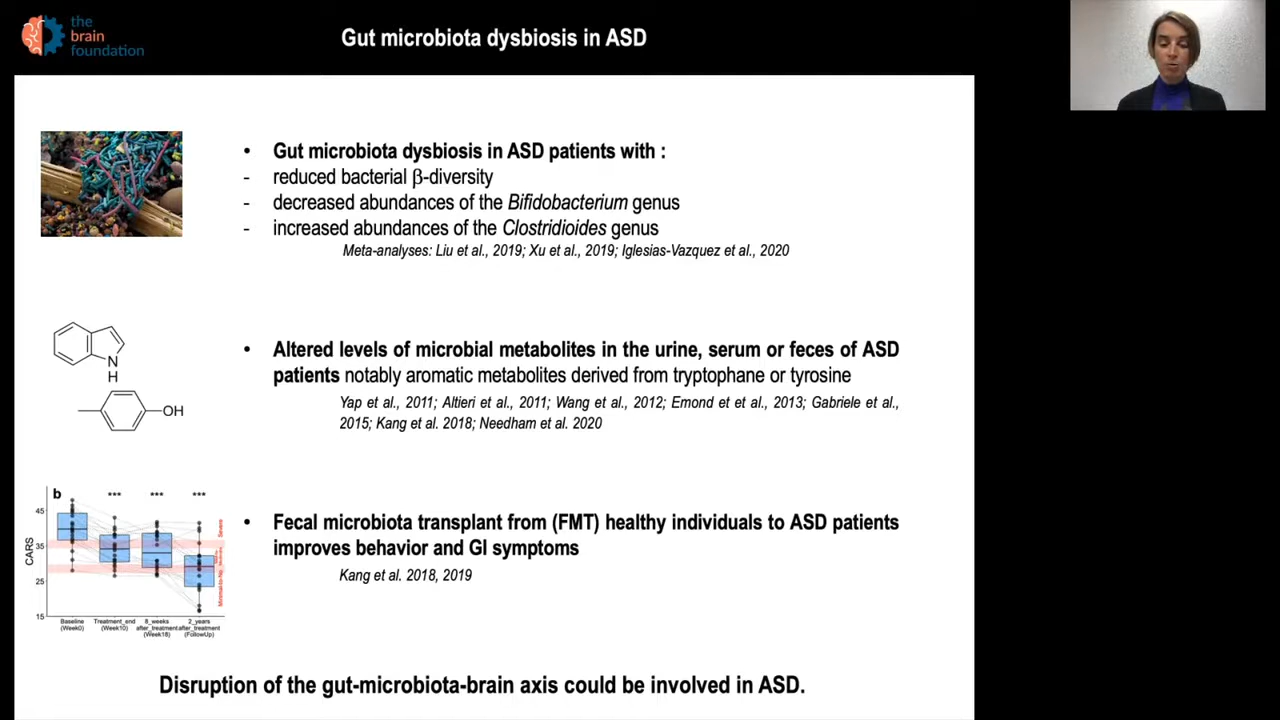 the
brain
foundation
Gut microbiota dysbiosis in ASD
• Gut microbiota dysbiosis in ASD patients with :
- reduced bacterial β-diversity
- decreased abundances of the Bifidobacterium genus
- increased abundances of the Clostridioides genus
Meta-analyses: Liu et al., 2019; Xu et al., 2019; Iglesias-Vazquez et al., 2020
N
H
OH
• Altered levels of microbial metabolites in the urine, serum or feces of ASD
patients notably aromatic metabolites derived from tryptophane or tyrosine
Yap et al., 2011; Altieri et al., 2011; Wang et al., 2012; Emond et et al., 2013; Gabriele et al.,
2015; Kang et al. 2018; Needham et al. 2020
b
*** *** ***
CARS
45
35
25
15
Severe
Baseline
(Week0)
Treatment_end
(Week10)
8_weeks
after_treatment
(Week18)
2_years
after_treatment
(FollowUp)
• Fecal microbiota transplant from (FMT) healthy individuals to ASD patients
improves behavior and GI symptoms
Kang et al. 2018, 2019
Disruption of the gut-microbiota-brain axis could be involved in ASD.